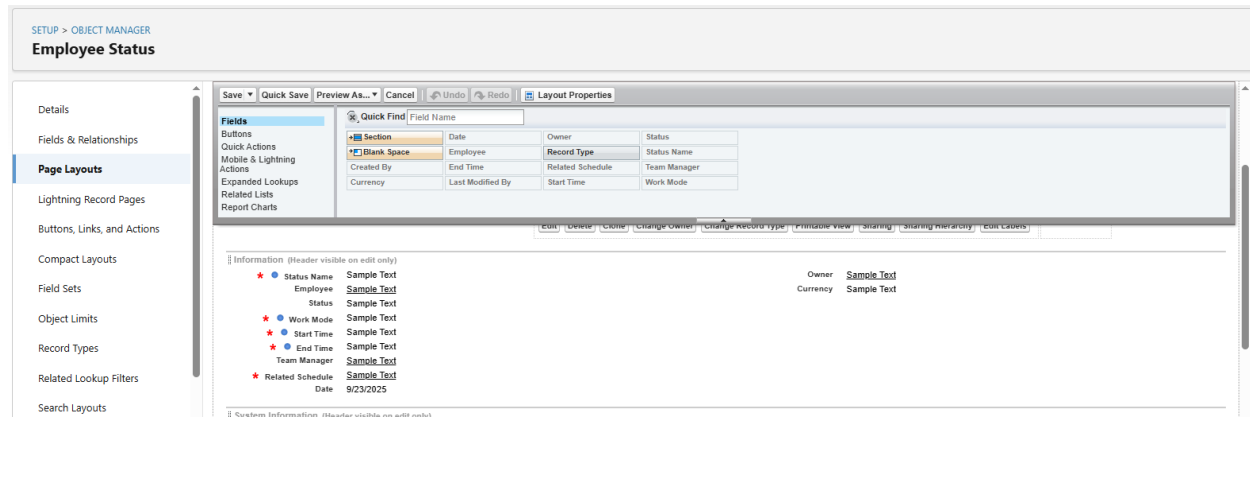 SETUP > OBJECT MANAGER
Employee Status
Details
Fields & Relationships
Page Layouts
Lightning Record Pages
Buttons, Links, and Actions
Compact Layouts
Field Sets
Object Limits
Record Types
Related Lookup Filters
Search Layouts
Save Quick Save Preview As... Cancel Undo Redo Layout Properties
Fields
Buttons
Quick Actions
Mobile & Lightning
Actions
Expanded Lookups
Related Lists
Report Charts
Quick Find Field Name
Section Date Owner Status
Blank Space Employee Record Type Status Name
Created By End Time Related Schedule Team Manager
Currency Last Modified By Start Time Work Mode
Edit Delete Clone Change Owner Change Record Type Printable View Sharing Sharing Hierarchy Edit Labels
Information (Header visible on edit only)
* Status Name Sample Text Owner Sample Text
Employee Sample Text Currency Sample Text
Status Sample Text
* Work Mode Sample Text
* Start Time Sample Text
* End Time Sample Text
Team Manager Sample Text
* Related Schedule Sample Text
Date 9/23/2025
System Information (Header visible on edit only)